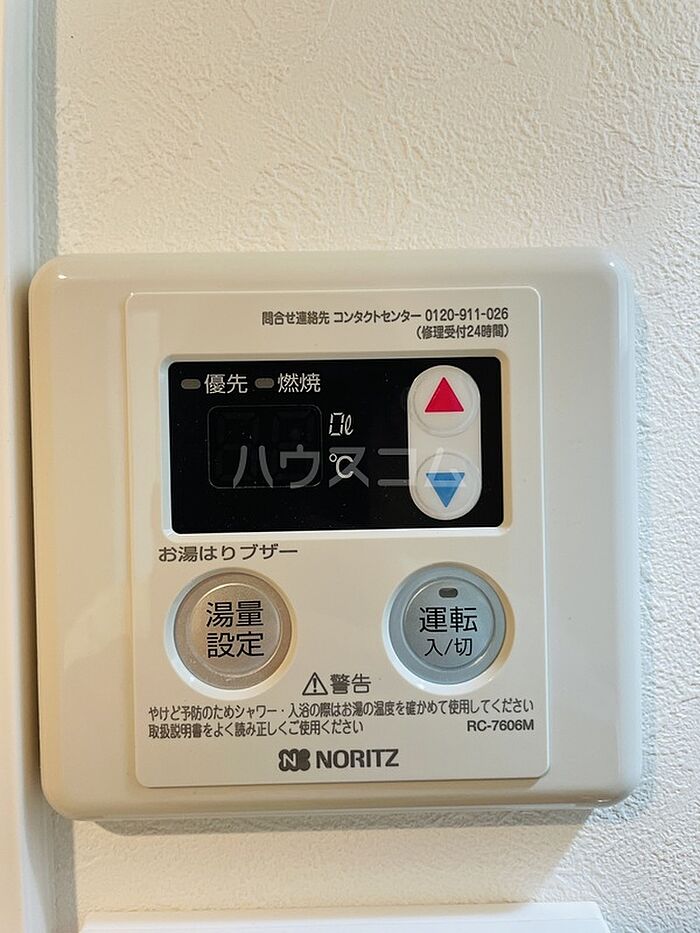 問合せ連絡先 コンタクトセンター 0120-911-026
(修理受付24時間)
優先 燃焼
0ℓ
℃
ハウスコム
お湯はりブザー
湯量
設定
運転
入/切
警告
やけど予防のためシャワー・入浴の際はお湯の温度を確かめて使用してください
取扱説明書をよく読み正しくご使用ください
RC-7606M
NORITZ